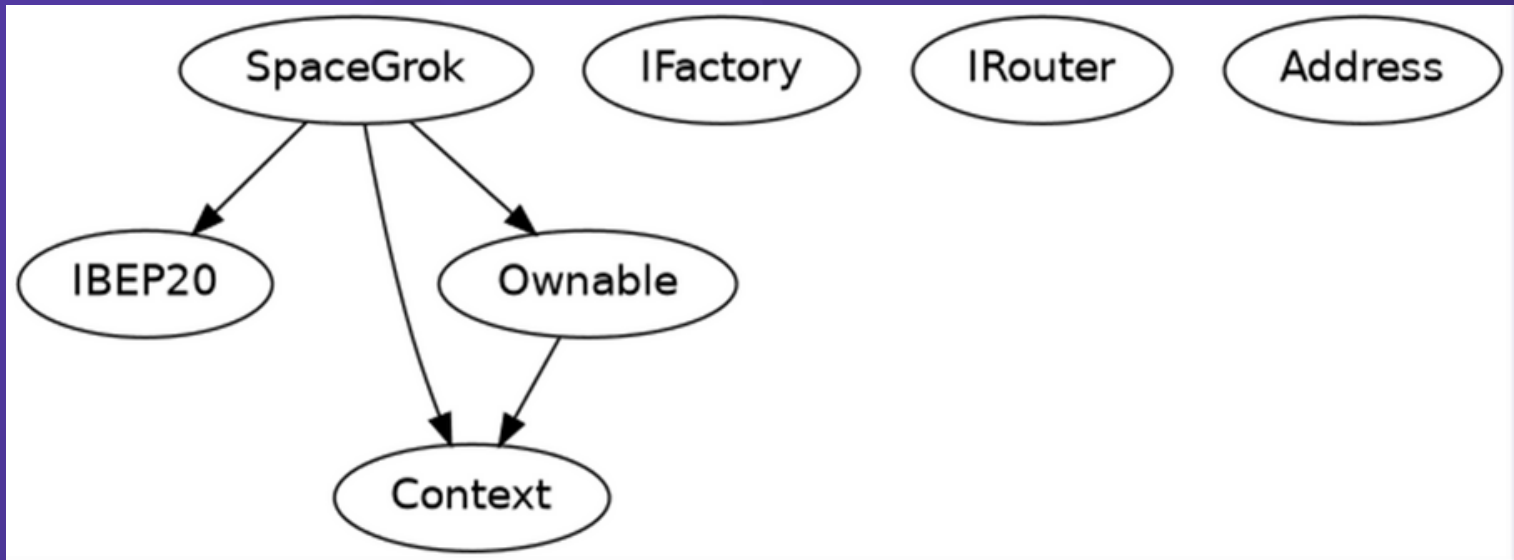 SpaceGrok
IFactory
IRouter
Address
IBEP20
Ownable
Context